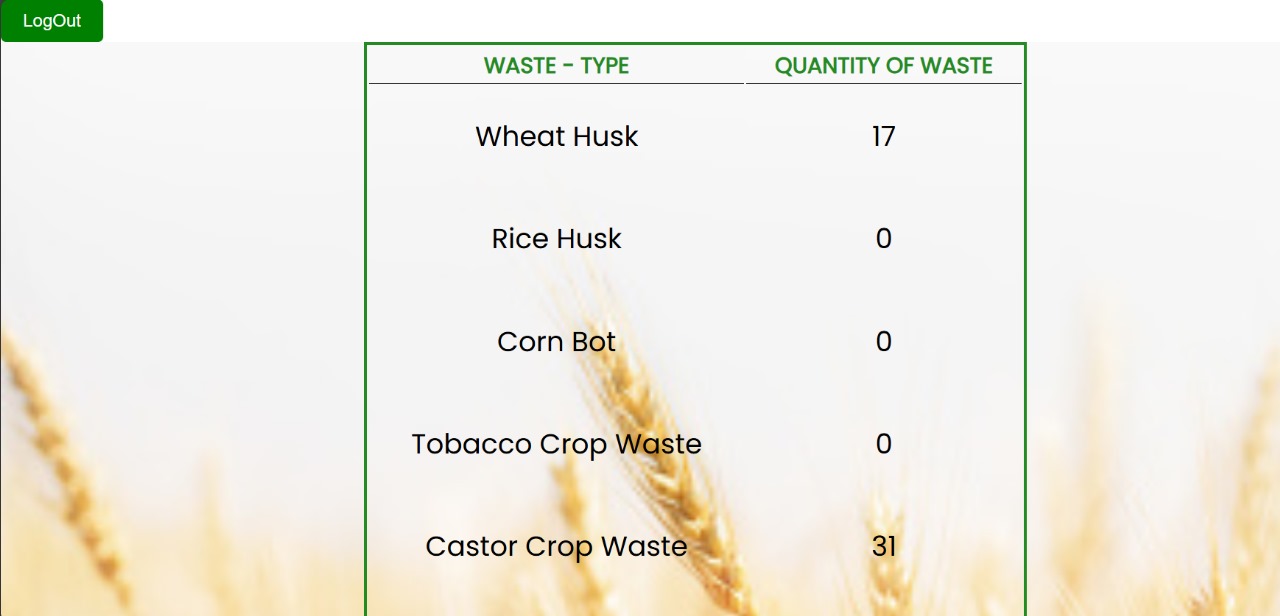 LogOut
WASTE - TYPE QUANTITY OF WASTE
Wheat Husk 17
Rice Husk 0
Corn Bot 0
Tobacco Crop Waste 0
Castor Crop Waste 31